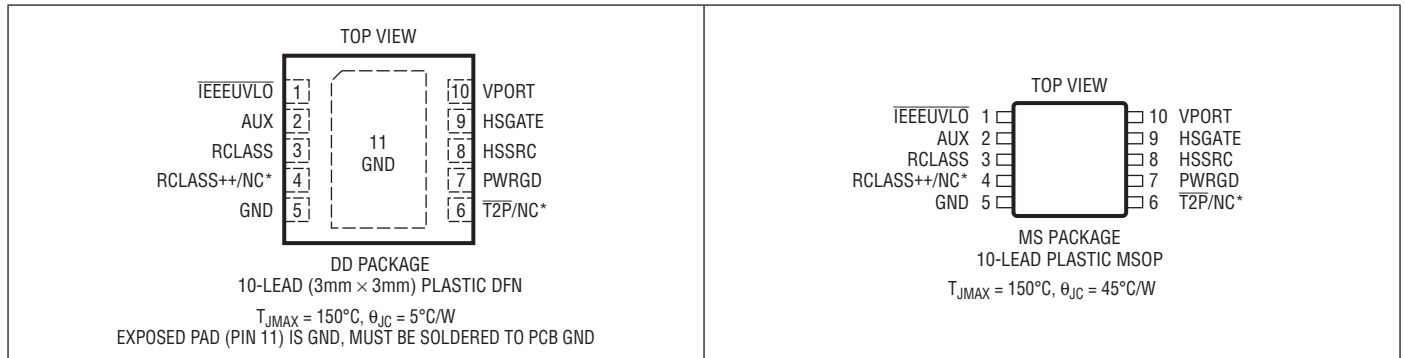 TOP VIEW
IEEEUVLO 1
AUX 2
RCLASS 3
RCLASS++/NC* 4
GND 5
11
GND
10 VPORT
9 HSGATE
8 HSSRC
7 PWRGD
6 T2P/NC*
DD PACKAGE
10-LEAD (3mm × 3mm) PLASTIC DFN
TJMAX = 150°C, θJC = 5°C/W
EXPOSED PAD (PIN 11) IS GND, MUST BE SOLDERED TO PCB GND
TOP VIEW
IEEEUVLO 1
AUX 2
RCLASS 3
RCLASS++/NC* 4
GND 5
10 VPORT
9 HSGATE
8 HSSRC
7 PWRGD
6 T2P/NC*
MS PACKAGE
10-LEAD PLASTIC MSOP
TJMAX = 150°C, θJC = 45°C/W